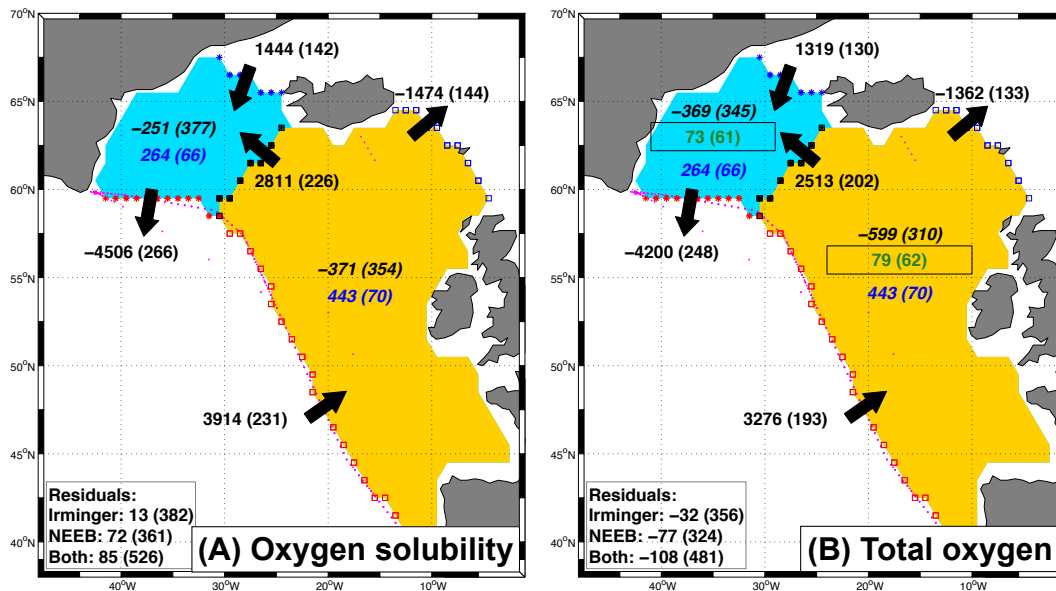 70°N
65°N
60°N
55°N
50°N
45°N
40°N
40°W
30°W
20°W
10°W
1444 (142)
−1474 (144)
−251 (377)
264 (66)
2811 (226)
−4506 (266)
−371 (354)
443 (70)
3914 (231)
Residuals:
Irminger: 13 (382)
NEEB: 72 (361)
Both: 85 (526)
(A) Oxygen solubility
70°N
65°N
60°N
55°N
50°N
45°N
40°N
40°W
30°W
20°W
10°W
1319 (130)
−1362 (133)
−369 (345)
73 (61)
264 (66)
2513 (202)
−4200 (248)
−599 (310)
79 (62)
443 (70)
3276 (193)
Residuals:
Irminger: −32 (356)
NEEB: −77 (324)
Both: −108 (481)
(B) Total oxygen